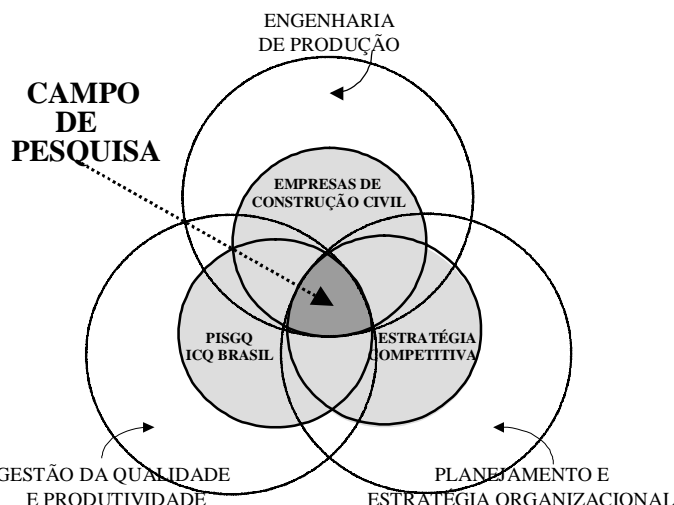 ENGENHARIA
DE PRODUÇÃO
CAMPO
DE
PESQUISA
EMPRESAS DE
CONSTRUÇÃO CIVIL
PISGQ
ICQ BRASIL
ESTRATÉGIA
COMPETITIVA
GESTÃO DA QUALIDADE
E PRODUTIVIDADE
PLANEJAMENTO E
ESTRATÉGIA ORGANIZACIONAL